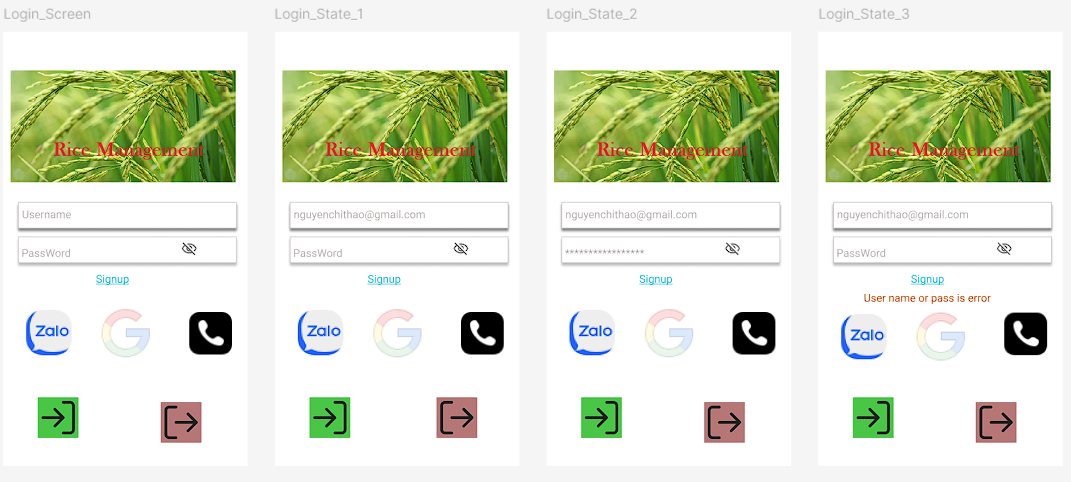 Login_Screen
Rice Management
Username
PassWord
Signup
Zalo
Login_State_1
Rice Management
nguyenchithao@gmail.com
PassWord
Signup
Zalo
Login_State_2
Rice Management
nguyenchithao@gmail.com
*****************
Signup
Zalo
Login_State_3
Rice Management
nguyenchithao@gmail.com
PassWord
Signup
User name or pass is error
Zalo